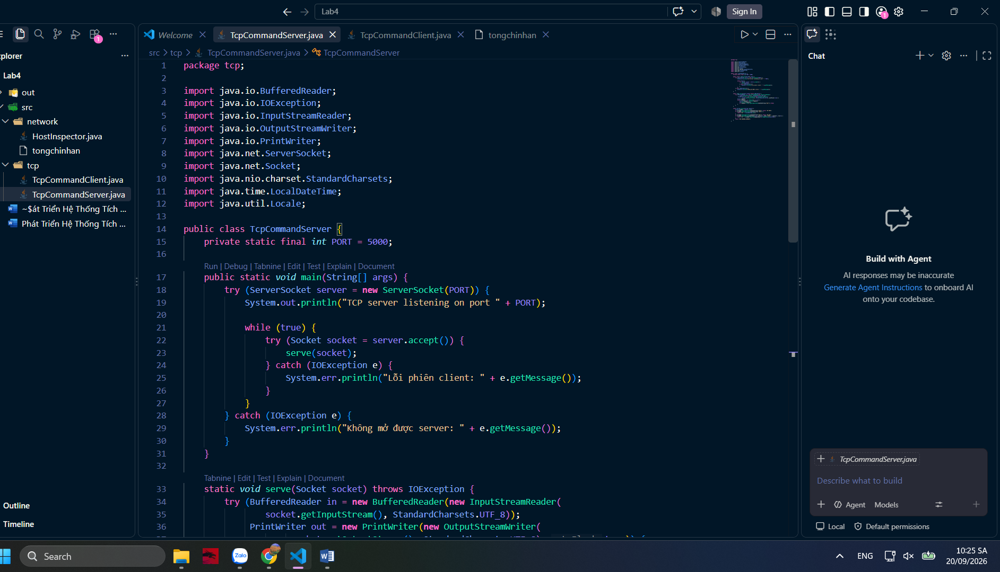 Lab4
Sign In
1
1
Explorer
Welcome
TcpCommandServer.java
TcpCommandClient.java
tongchinhan
src > tcp > TcpCommandServer.java > TcpCommandServer
Lab4
out
src
network
HostInspector.java
tongchinhan
tcp
TcpCommandClient.java
TcpCommandServer.java
~$át Triển Hệ Thống Tích ...
Phát Triển Hệ Thống Tích ...
Outline
Timeline
1 package tcp;
2
3 import java.io.BufferedReader;
4 import java.io.IOException;
5 import java.io.InputStreamReader;
6 import java.io.OutputStreamWriter;
7 import java.io.PrintWriter;
8 import java.net.ServerSocket;
9 import java.net.Socket;
10 import java.nio.charset.StandardCharsets;
11 import java.time.LocalDateTime;
12 import java.util.Locale;
13
14 public class TcpCommandServer {
15 private static final int PORT = 5000;
16
Run | Debug | Tabnine | Edit | Test | Explain | Document
17 public static void main(String[] args) {
18 try (ServerSocket server = new ServerSocket(PORT)) {
19 System.out.println("TCP server listening on port " + PORT);
20
21 while (true) {
22 try (Socket socket = server.accept()) {
23 serve(socket);
24 } catch (IOException e) {
25 System.err.println("Lỗi phiên client: " + e.getMessage());
26 }
27 }
28 } catch (IOException e) {
29 System.err.println("Không mở được server: " + e.getMessage());
30 }
31 }
32
Tabnine | Edit | Test | Explain | Document
33 static void serve(Socket socket) throws IOException {
34 try (BufferedReader in = new BufferedReader(new InputStreamReader(
35 socket.getInputStream(), StandardCharsets.UTF_8));
36 PrintWriter out = new PrintWriter(new OutputStreamWriter(
Chat
Build with Agent
AI responses may be inaccurate
Generate Agent Instructions to onboard AI
onto your codebase.
TcpCommandServer.java
Describe what to build
Agent Models
Local Default permissions
Search
Zalo
ENG
10:25 SA
20/09/2026